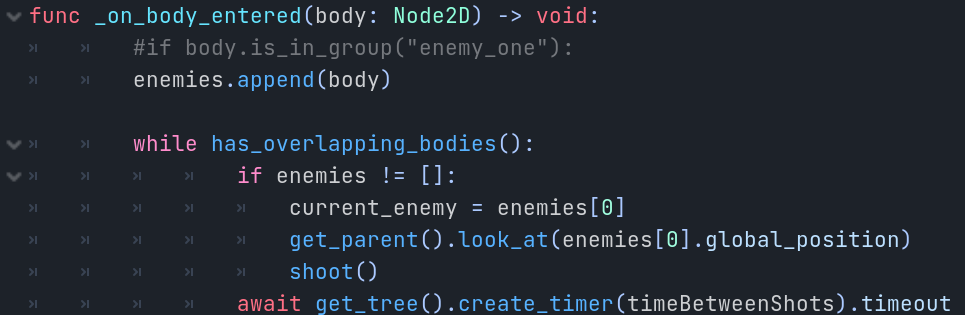 func _on_body_entered(body: Node2D) -> void:
#if body.is_in_group("enemy_one"):
enemies.append(body)
while has_overlapping_bodies():
if enemies != []:
current_enemy = enemies[0]
get_parent().look_at(enemies[0].global_position)
shoot()
await get_tree().create_timer(timeBetweenShots).timeout